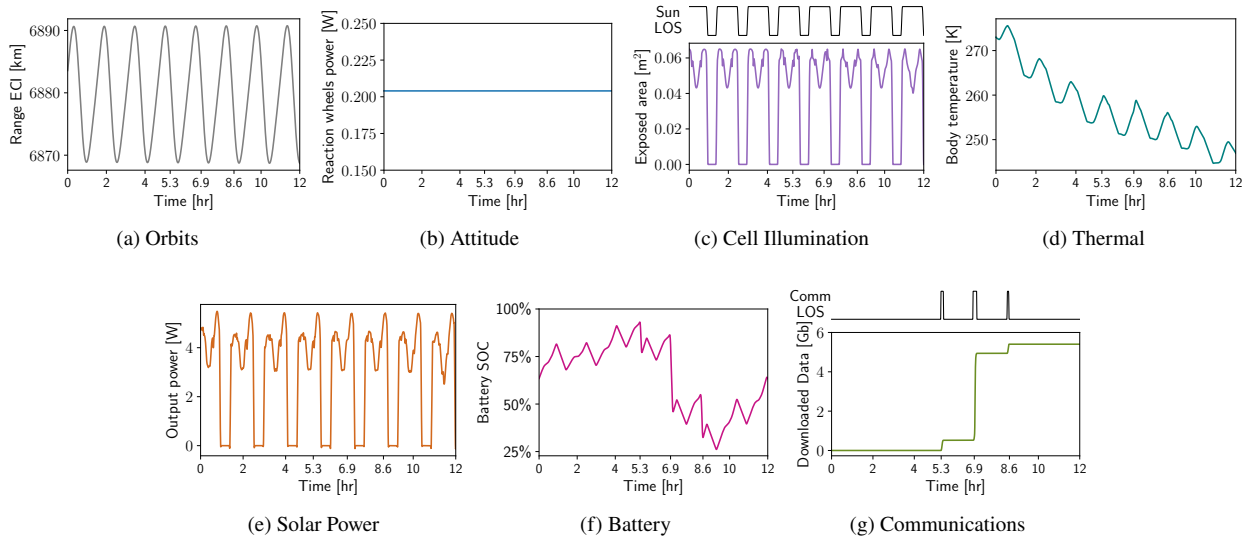 Range ECI [km]
6890
6880
6870
0 2 4 5.3 6.9 8.6 10 12
Time [hr]
(a) Orbits
Reaction wheels power [W]
0.250
0.225
0.200
0.175
0.150
0 2 4 5.3 6.9 8.6 10 12
Time [hr]
(b) Attitude
Sun
LOS
Exposed area [m²]
0.06
0.04
0.02
0.00
0 2 4 5.3 6.9 8.6 10 12
Time [hr]
(c) Cell Illumination
Body temperature [K]
270
260
250
0 2 4 5.3 6.9 8.6 10 12
Time [hr]
(d) Thermal
Output power [W]
4
2
0
0 2 4 5.3 6.9 8.6 10 12
Time [hr]
(e) Solar Power
Battery SOC
100%
75%
50%
25%
0 2 4 5.3 6.9 8.6 10 12
Time [hr]
(f) Battery
Comm
LOS
Downloaded Data [Gb]
6
4
2
0
0 2 4 5.3 6.9 8.6 10 12
Time [hr]
(g) Communications